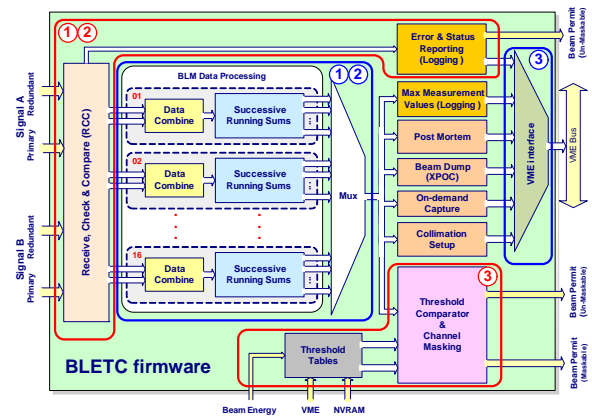 1 2
Error & Status
Reporting
(Logging)
Beam Permit
(Un-Maskable)
BLM Data Processing
1 2
3
Signal A
Redundant
Primary
Signal B
Redundant
Primary
Receive, Check & Compare (RCC)
01
Data
Combine
Successive
Running Sums
...
02
Data
Combine
Successive
Running Sums
...
16
Data
Combine
Successive
Running Sums
...
Mux
Max Measurement
Values (Logging)
Post Mortem
Beam Dump
(XPOC)
On-demand
Capture
Collimation
Setup
VME Interface
VME Bus
3
Threshold
Comparator
&
Channel
Masking
Beam Permit
(Un-Maskable)
Beam Permit
(Maskable)
Threshold
Tables
BLETC firmware
Beam Energy
VME
NVRAM